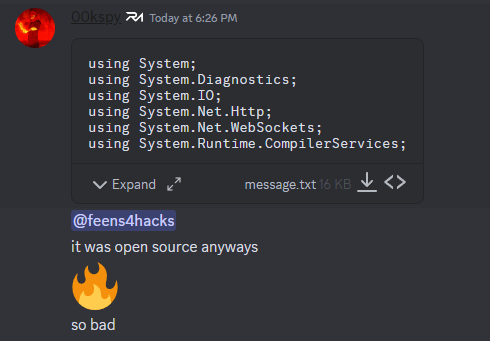 00kspy Today at 6:26 PM
using System;
using System.Diagnostics;
using System.IO;
using System.Net.Http;
using System.Net.WebSockets;
using System.Runtime.CompilerServices;
Expand message.txt 16 KB
@feens4hacks
it was open source anyways
so bad